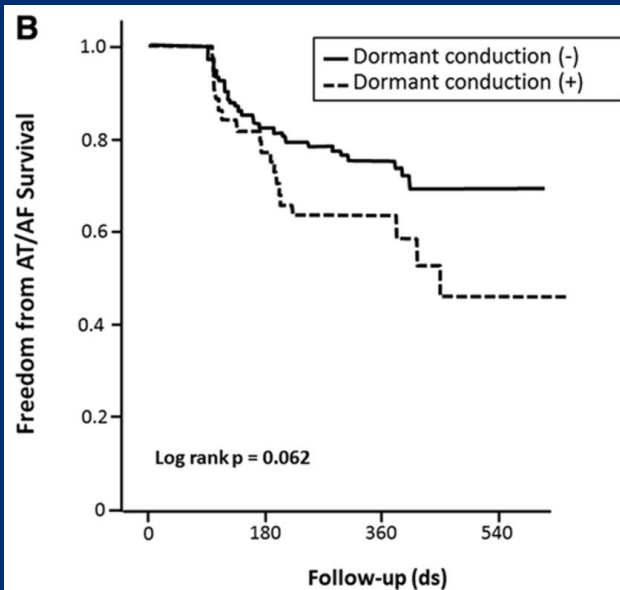 B
Dormant conduction (-)
Dormant conduction (+)
Freedom from AT/AF Survival
1.0
0.8
0.6
0.4
0.2
0
Log rank p = 0.062
0 180 360 540
Follow-up (ds)